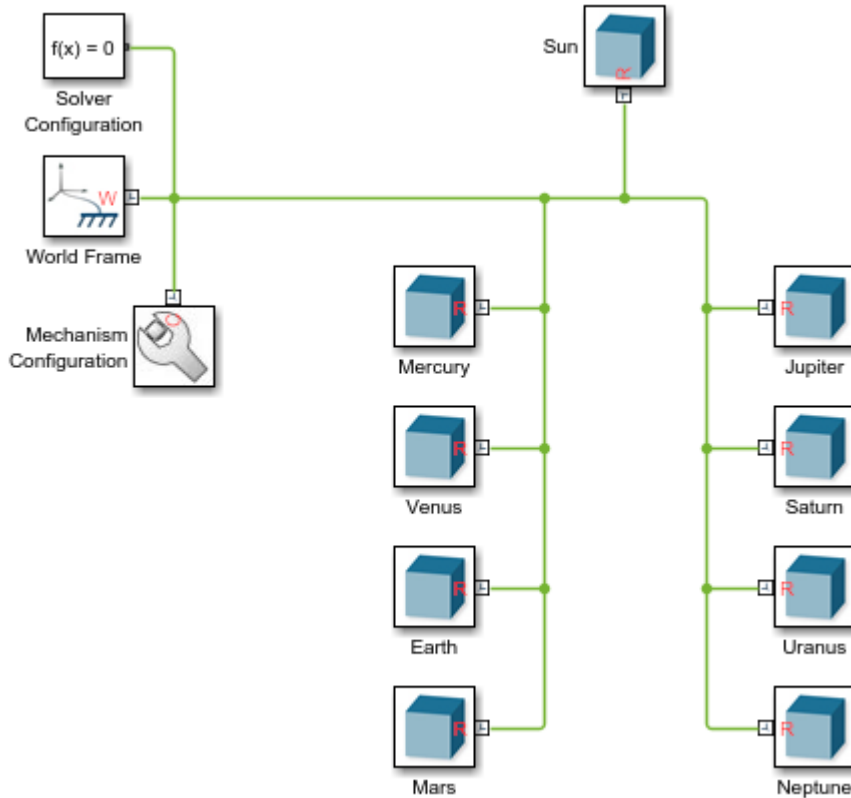 f(x) = 0
Solver
Configuration
Sun
R
W
World Frame
C
Mechanism
Configuration
R
Mercury
R
Jupiter
R
Venus
R
Saturn
R
Earth
R
Uranus
R
Mars
R
Neptune